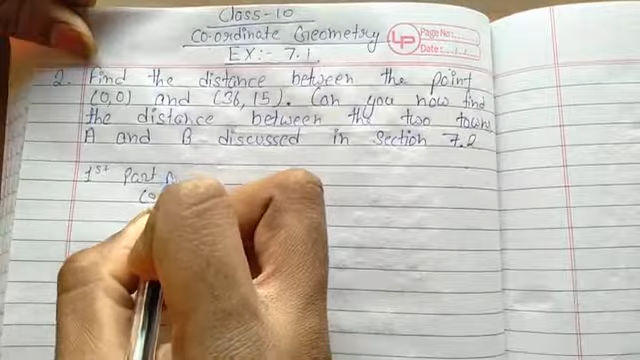 Class-10
Co-ordinate Geometry
EX:- 7.1
LP
Page No:
Date:
2. Find the distance between the point
(0,0) and (36,15). Can you now find
the distance between the two towns
A and B discussed in Section 7.2
1st Part
(0